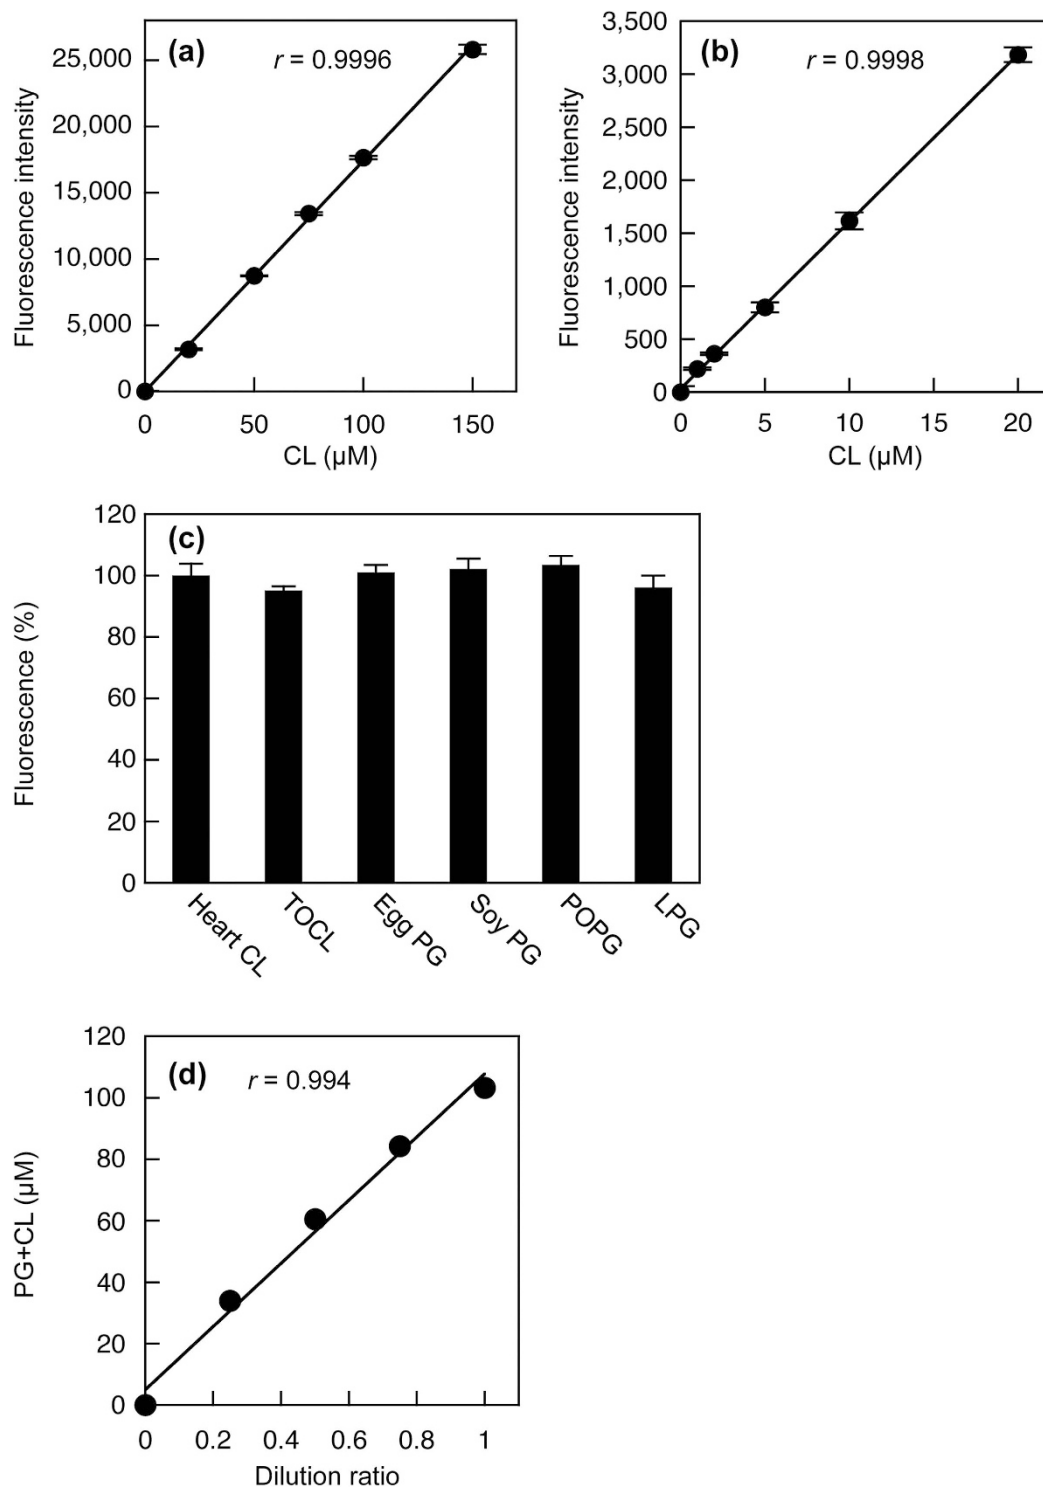 (a)
r = 0.9996
25,000
20,000
15,000
10,000
5,000
0
0 50 100 150
CL (µM)
Fluorescence intensity
(b)
r = 0.9998
3,500
3,000
2,500
2,000
1,500
1,000
500
0
0 5 10 15 20
CL (µM)
Fluorescence intensity
(c)
120
100
80
60
40
20
0
Fluorescence (%)
Heart CL
TOCL
Egg PG
Soy PG
POPG
LPG
(d)
r = 0.994
120
100
80
60
40
20
0
0 0.2 0.4 0.6 0.8 1
Dilution ratio
PG+CL (µM)